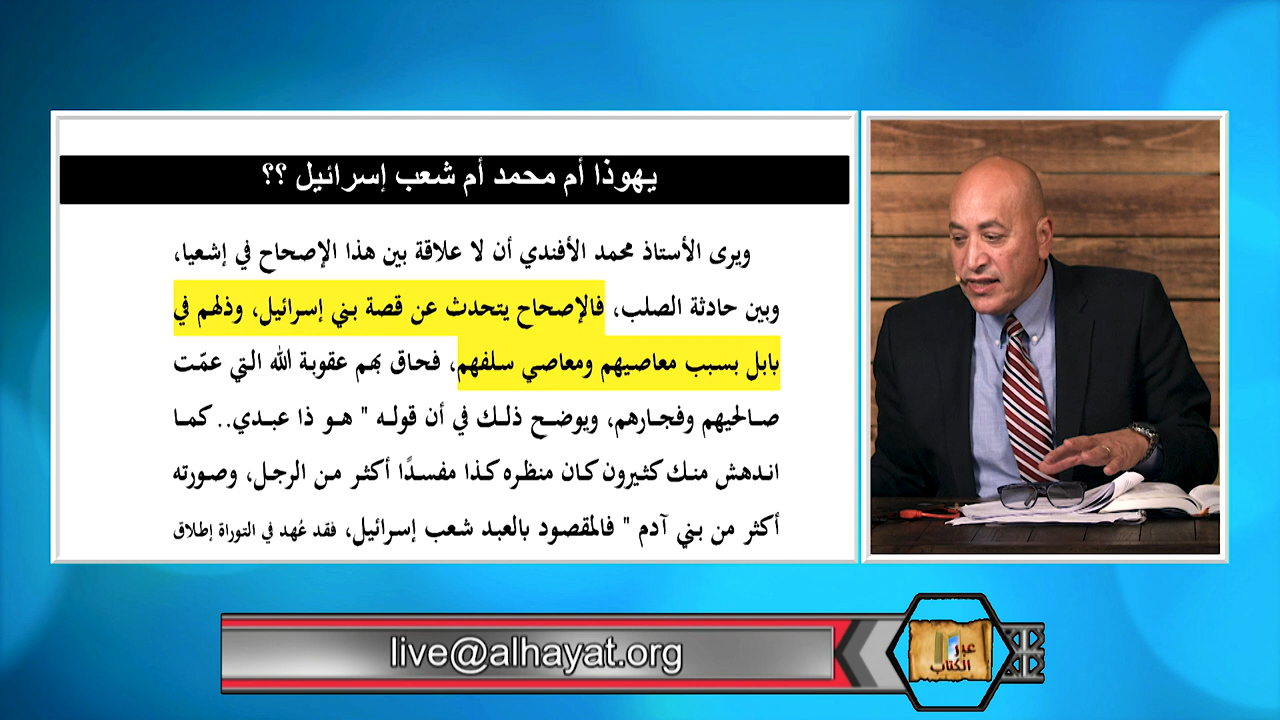 يهوذا أم محمد أم شعب إسرائيل ؟؟
ويرى الأستاذ محمد الأفندي أن لا علاقة بين هذا الإصحاح في إشعيا،
وبين حادثة الصلب، فالإصحاح يتحدث عن قصة بني إسرائيل، وذلهم في
بابل بسبب معاصيهم ومعاصي سلفهم، فحاق بهم عقوبة الله التي عمّت
صالحيهم وفجارهم، ويوضح ذلك في أن قوله " هو ذا عبدي.. كما
اندهش منك كثيرون كان منظره كذا مفسدًا أكثر من الرجل، وصورته
أكثر من بني آدم " فالمقصود بالعبد شعب إسرائيل، فقد عُهد في التوراة إطلاق
live@alhayat.org
عبر
الكتاب